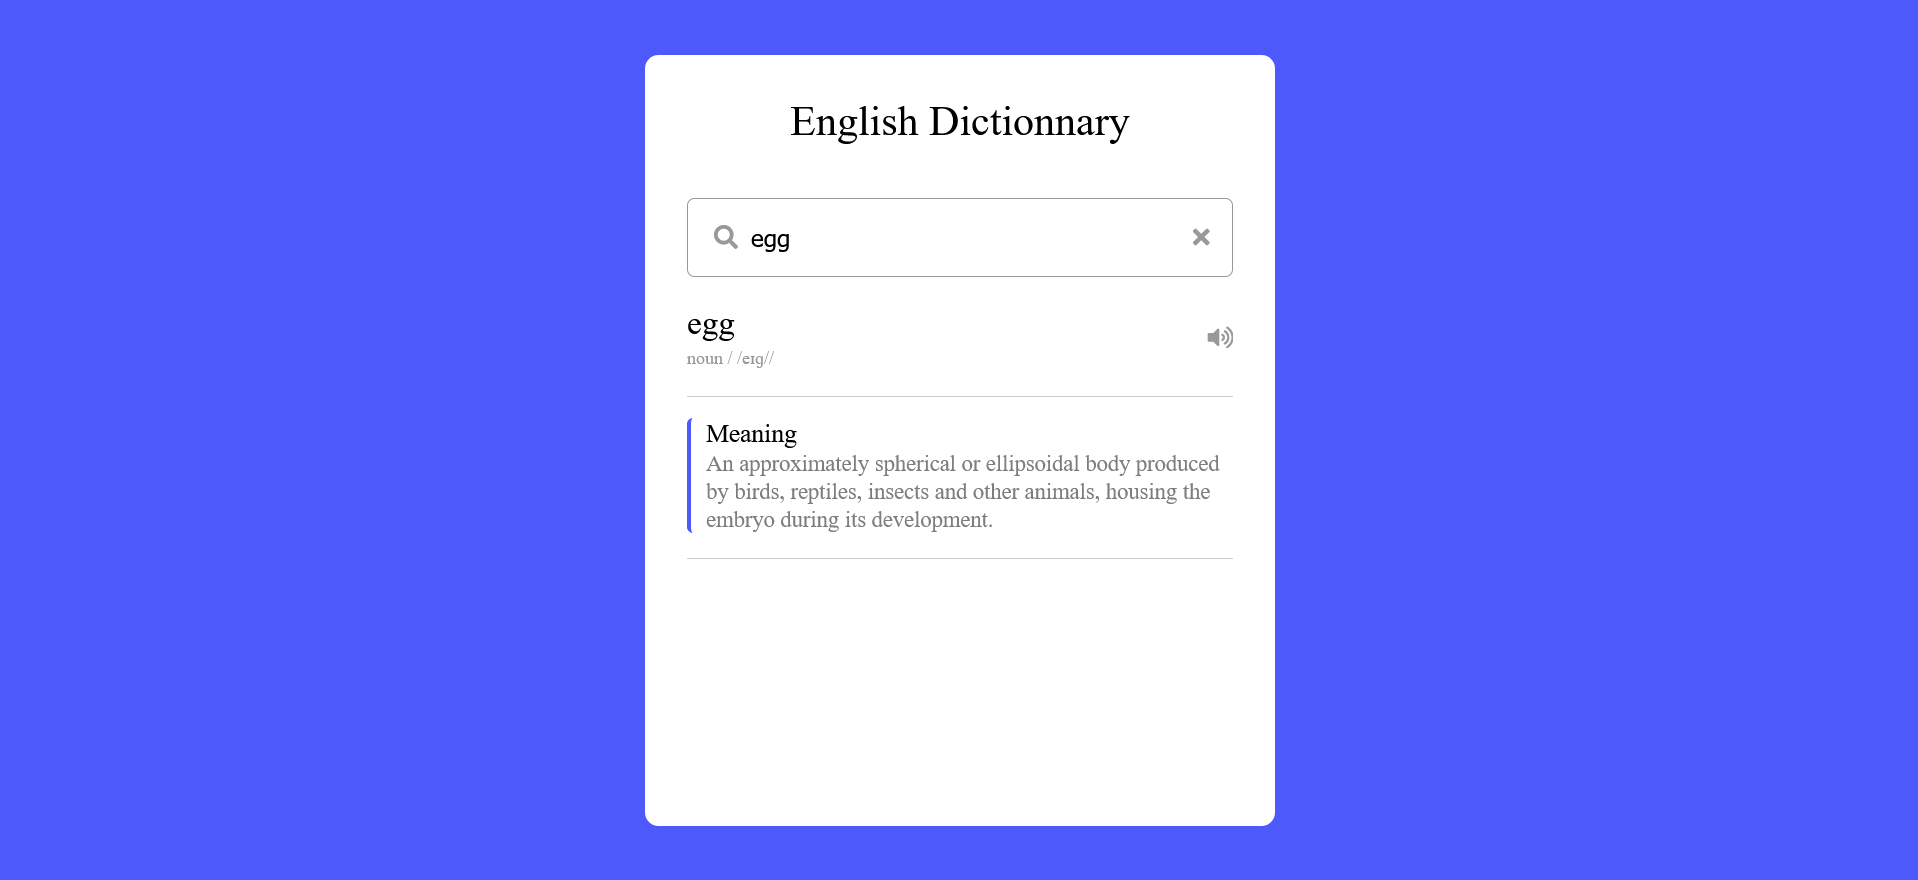 English Dictionnary
egg
egg
noun / /eɪɡ//
Meaning
An approximately spherical or ellipsoidal body produced
by birds, reptiles, insects and other animals, housing the
embryo during its development.